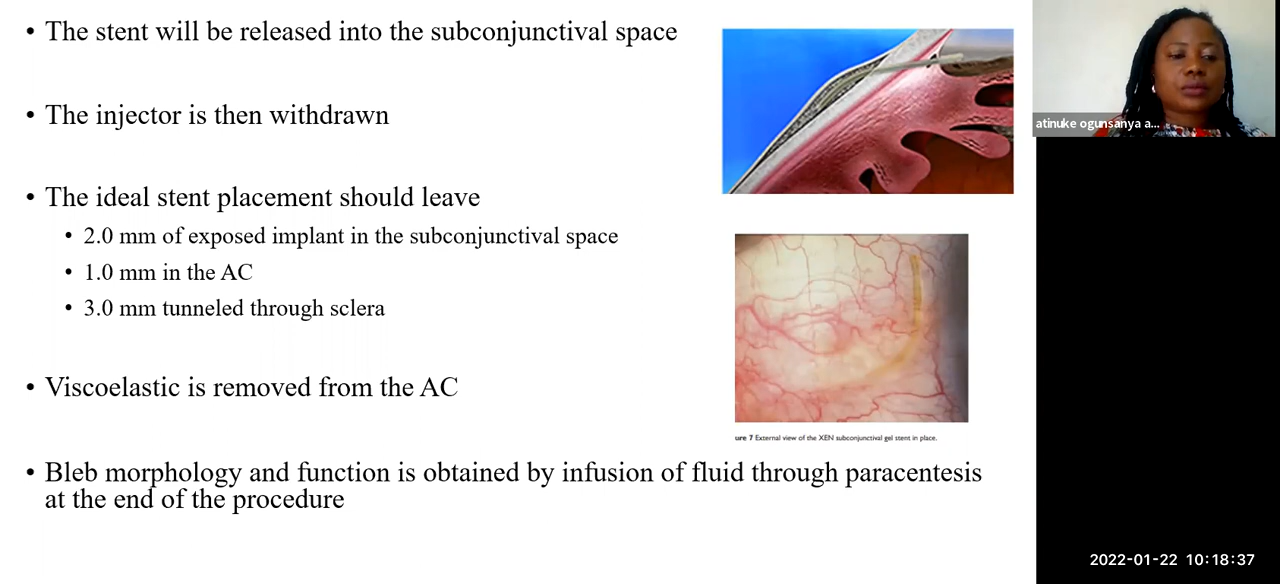 • The stent will be released into the subconjunctival space
• The injector is then withdrawn
• The ideal stent placement should leave
• 2.0 mm of exposed implant in the subconjunctival space
• 1.0 mm in the AC
• 3.0 mm tunneled through sclera
• Viscoelastic is removed from the AC
• Bleb morphology and function is obtained by infusion of fluid through paracentesis
at the end of the procedure
ure 7 External view of the XEN subconjunctival gel stent in place.
atinuke ogunsanya a...
2022-01-22 10:18:37